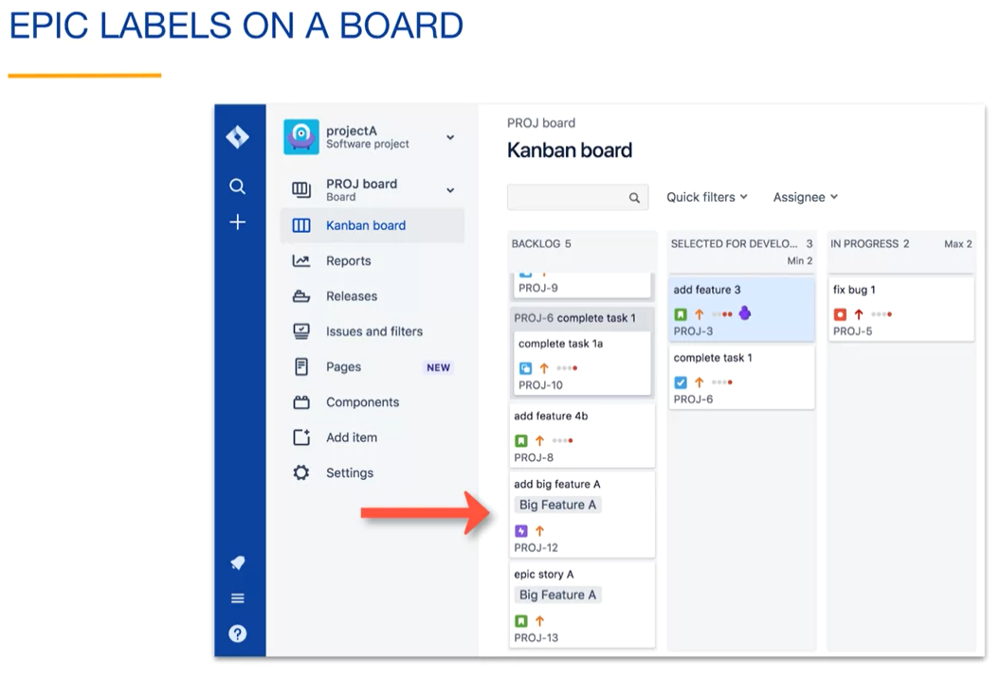 EPIC LABELS ON A BOARD
projectA
Software project
PROJ board
Board
Kanban board
Reports
Releases
Issues and filters
Pages NEW
Components
Add item
Settings
PROJ board
Kanban board
Quick filters Assignee
BACKLOG 5
PROJ-9
PROJ-6 complete task 1
complete task 1a
PROJ-10
add feature 4b
PROJ-8
add big feature A
Big Feature A
PROJ-12
epic story A
Big Feature A
PROJ-13
SELECTED FOR DEVELO... 3
Min 2
add feature 3
PROJ-3
complete task 1
PROJ-6
IN PROGRESS 2 Max 2
fix bug 1
PROJ-5